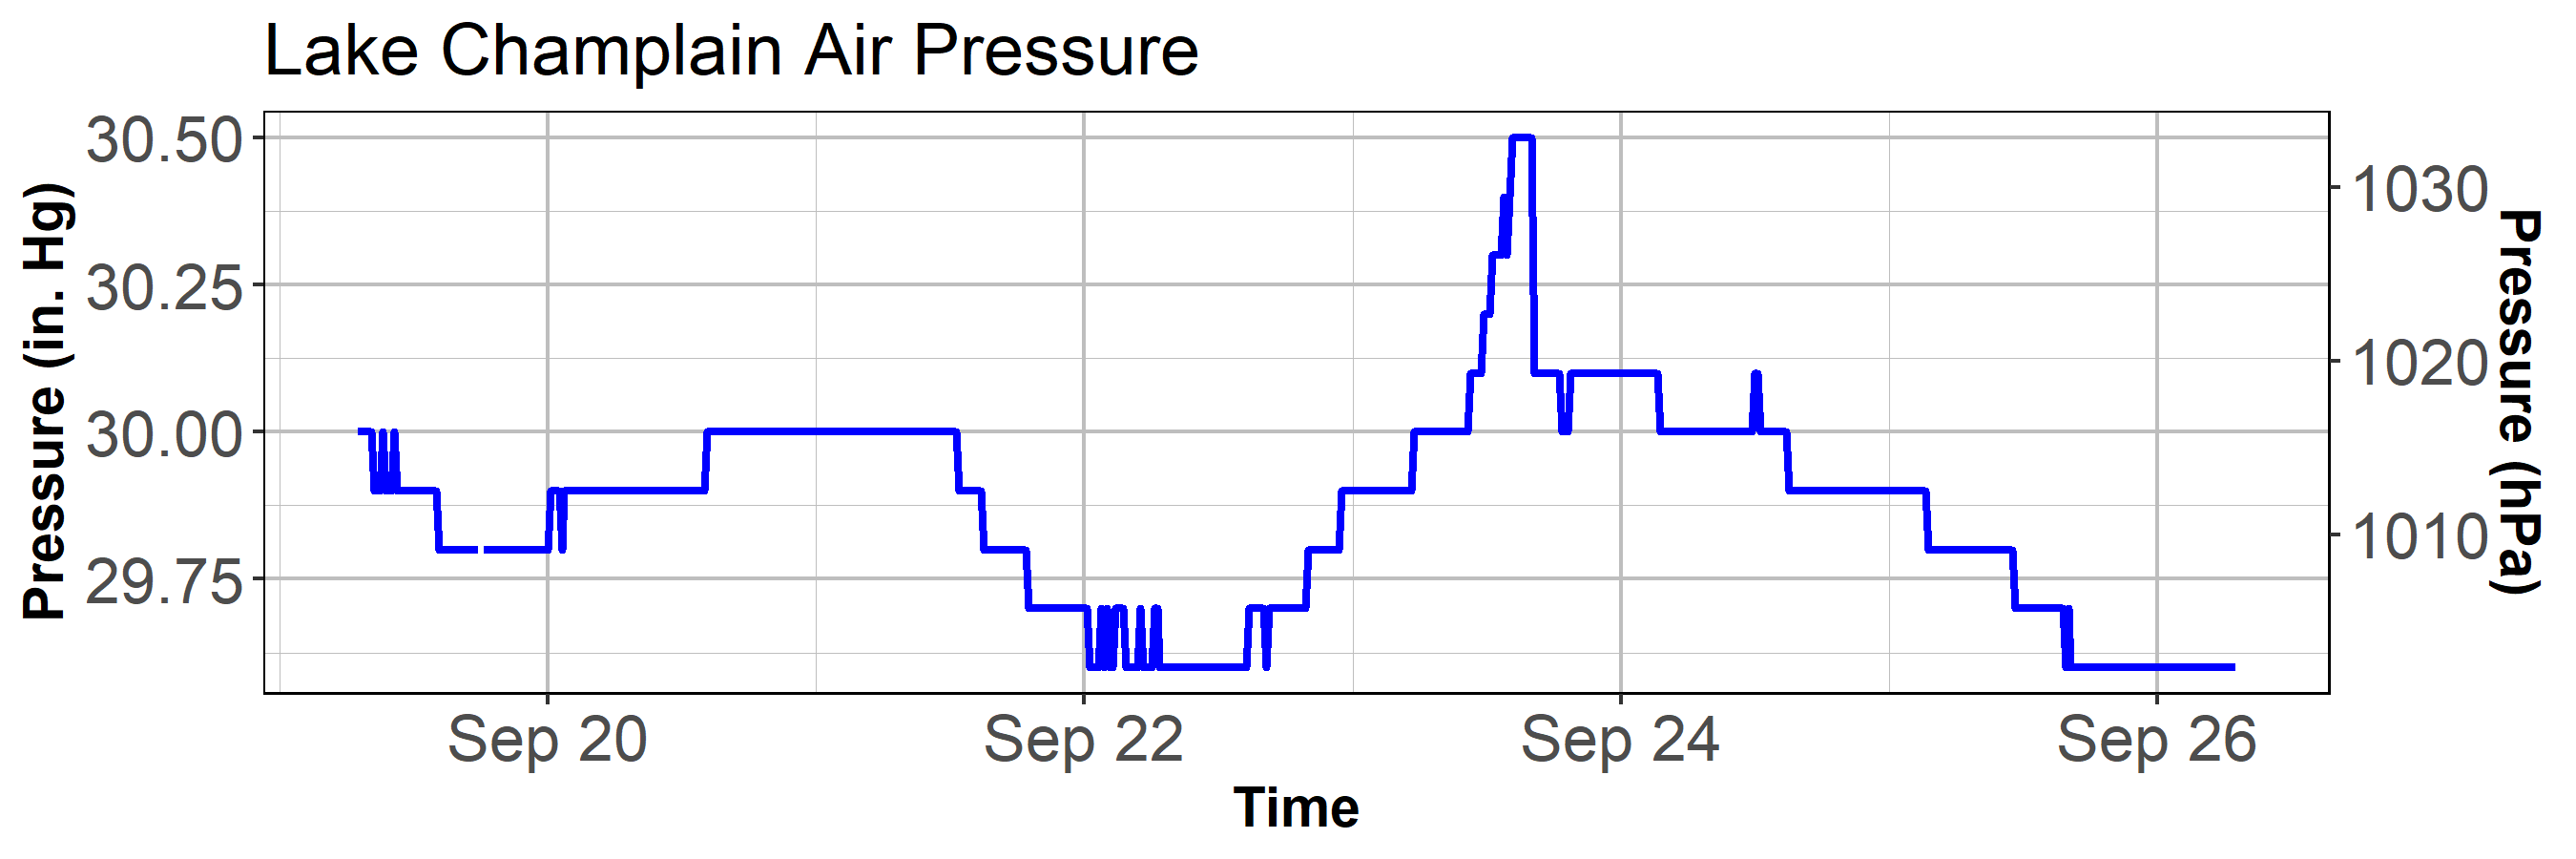 Lake Champlain Air Pressure
30.50
30.25
30.00
29.75
Pressure (in. Hg)
1030
1020
1010
Pressure (hPa)
Sep 20 Sep 22 Sep 24 Sep 26
Time